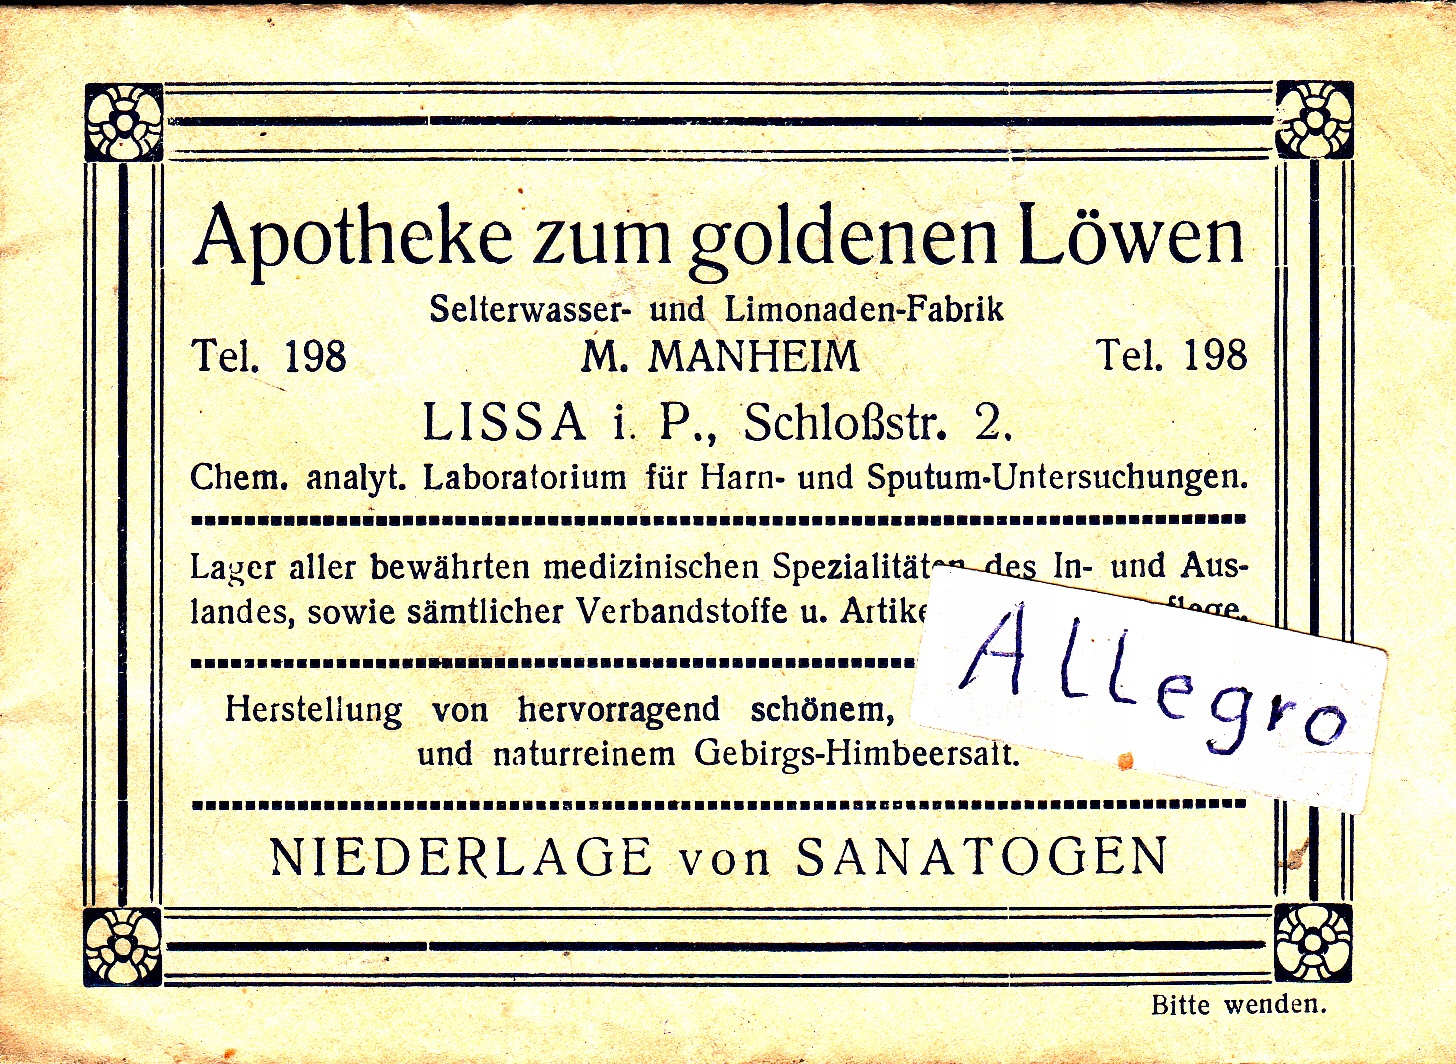 Apotheke zum goldenen Löwen
Selterwasser- und Limonaden-Fabrik
Tel. 198 M. MANHEIM Tel. 198
LISSA i. P., Schloßstr. 2.
Chem. analyt. Laboratorium für Harn- und Sputum-Untersuchungen.
Lager aller bewährten medizinischen Spezialitäten des In- und Aus-
landes, sowie sämtlicher Verbandstoffe u.
Allegro
Herstellung von hervorragend schönem,
und naturreinem Gebirgs-Himbeersaft.
NIEDERLAGE von SANATOGEN
Bitte wenden.